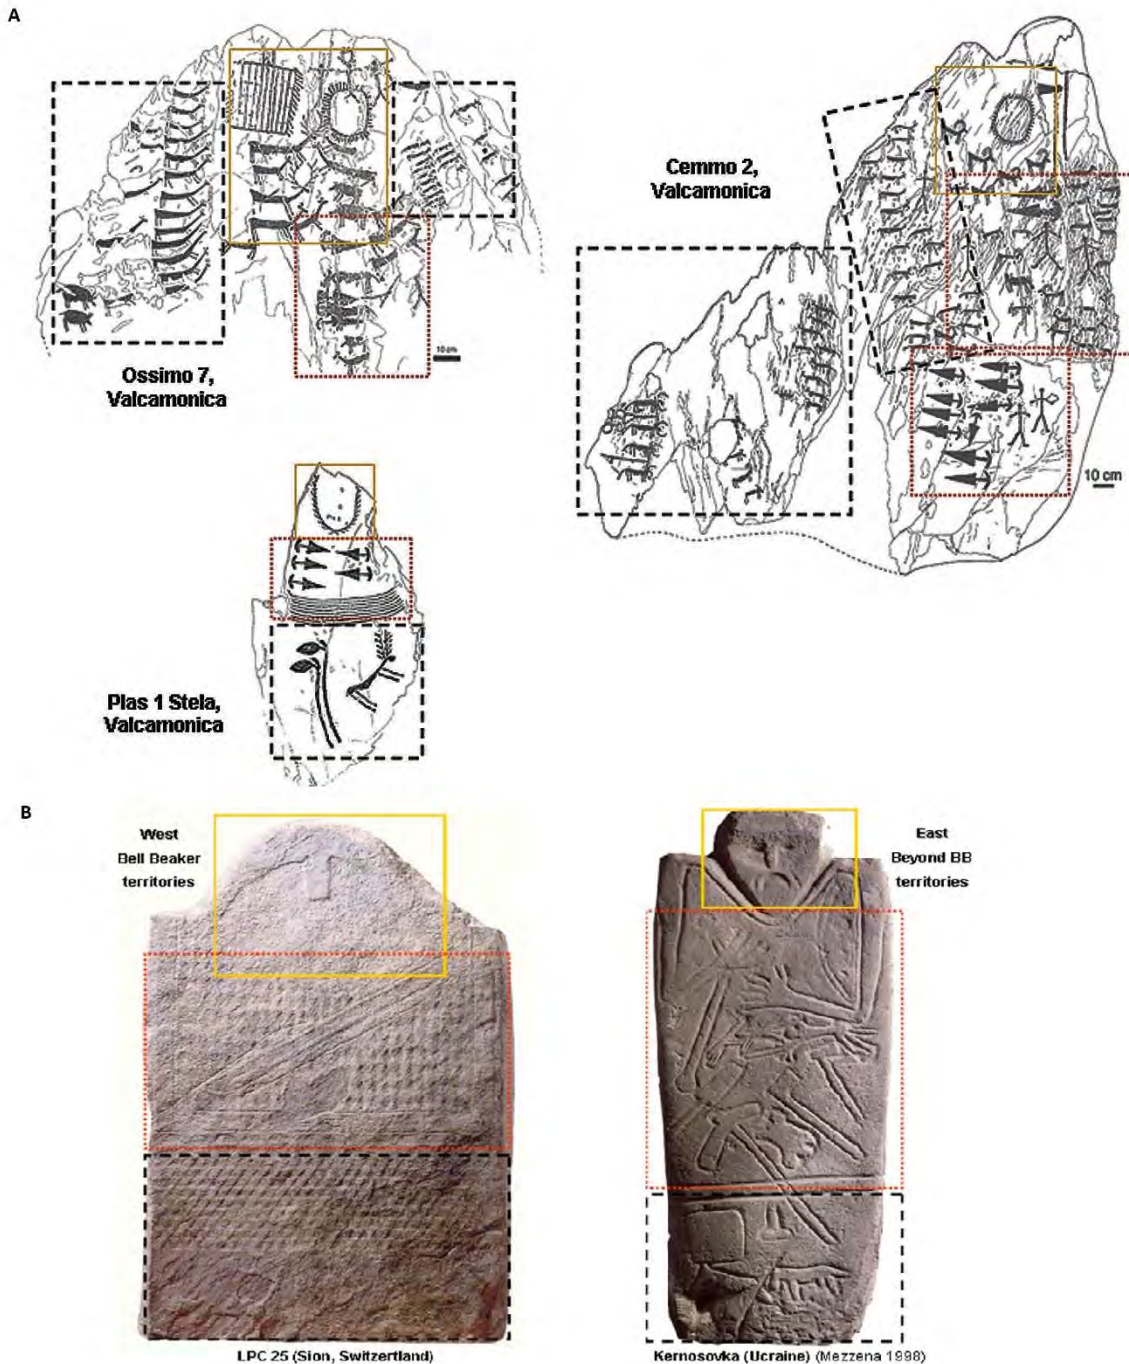 A
Ossimo 7,
Valcamonica
10 cm
Cemmo 2,
Valcamonica
10 cm
Plas 1 Stela,
Valcamonica
B
West
Bell Beaker
territories
East
Beyond BB
territories
LPC 25 (Sion, Switzertland)
Kernosovka (Ucraine) (Mezzena 1998)